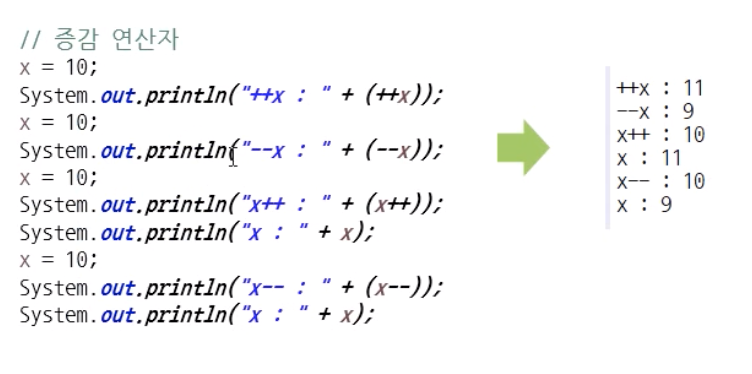 // 증감 연산자
x = 10;
System.out.println("++x : " + (++x));
x = 10;
System.out.println("--x : " + (--x));
x = 10;
System.out.println("x++ : " + (x++));
System.out.println("x : " + x);
x = 10;
System.out.println("x-- : " + (x--));
System.out.println("x : " + x);
++x : 11
--x : 9
x++ : 10
x : 11
x-- : 10
x : 9